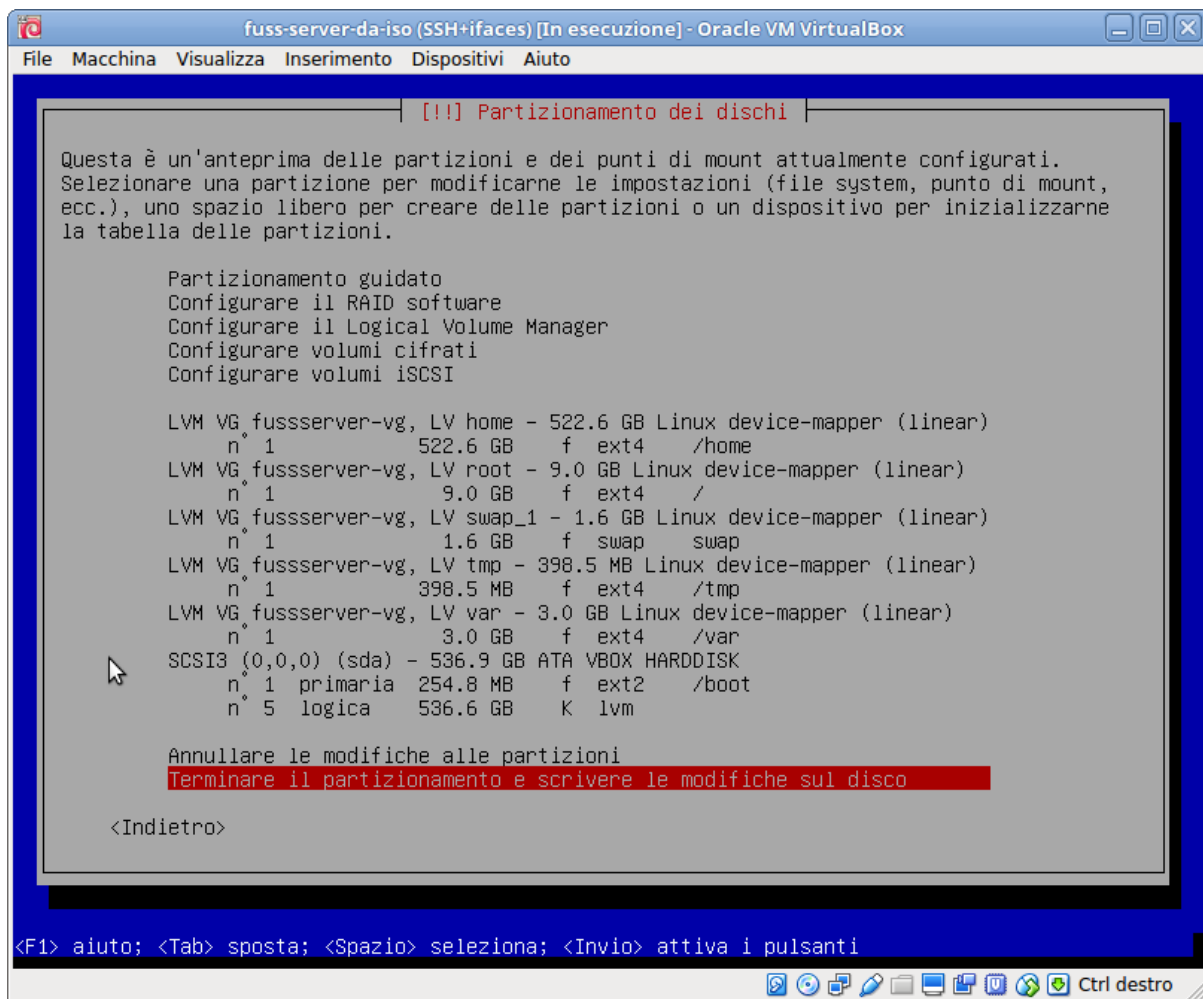 fuss-server-da-iso (SSH+ifaces) [In esecuzione] - Oracle VM VirtualBox
File Macchina Visualizza Inserimento Dispositivi Aiuto
[!!] Partizionamento dei dischi
Questa è un'anteprima delle partizioni e dei punti di mount attualmente configurati.
Selezionare una partizione per modificarne le impostazioni (file system, punto di mount,
ecc.), uno spazio libero per creare delle partizioni o un dispositivo per inizializzarne
la tabella delle partizioni.
Partizionamento guidato
Configurare il RAID software
Configurare il Logical Volume Manager
Configurare volumi cifrati
Configurare volumi iSCSI
LVM VG fussserver-vg, LV home - 522.6 GB Linux device-mapper (linear)
n° 1 522.6 GB f ext4 /home
LVM VG fussserver-vg, LV root - 9.0 GB Linux device-mapper (linear)
n° 1 9.0 GB f ext4 /
LVM VG fussserver-vg, LV swap_1 - 1.6 GB Linux device-mapper (linear)
n° 1 1.6 GB f swap swap
LVM VG fussserver-vg, LV tmp - 398.5 MB Linux device-mapper (linear)
n° 1 398.5 MB f ext4 /tmp
LVM VG fussserver-vg, LV var - 3.0 GB Linux device-mapper (linear)
n° 1 3.0 GB f ext4 /var
SCSI3 (0,0,0) (sda) - 536.9 GB ATA VBOX HARDDISK
n° 1 primaria 254.8 MB f ext2 /boot
n° 5 logica 536.6 GB K lvm
Annullare le modifiche alle partizioni
Terminare il partizionamento e scrivere le modifiche sul disco
<Indietro>
<F1> aiuto; <Tab> sposta; <Spazio> seleziona; <Invio> attiva i pulsanti
Ctrl destro